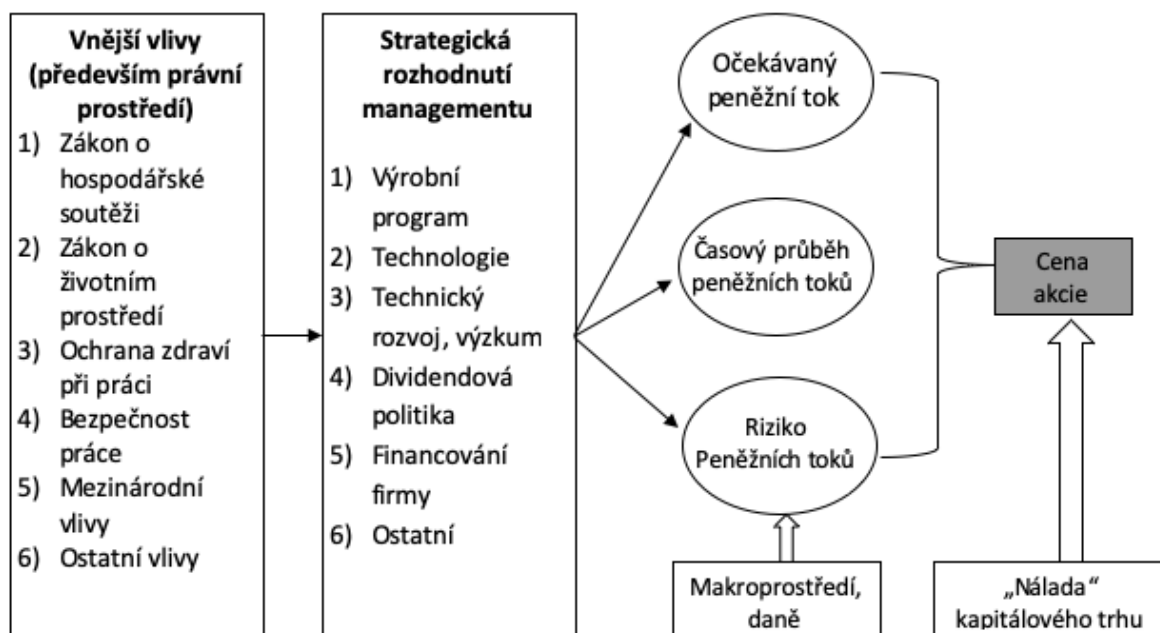 Vnější vlivy
(především právní
prostředí)
1) Zákon o
hospodářské
soutěži
2) Zákon o
životním
prostředí
3) Ochrana zdraví
při práci
4) Bezpečnost
práce
5) Mezinárodní
vlivy
6) Ostatní vlivy
Strategická
rozhodnutí
managementu
1) Výrobní
program
2) Technologie
3) Technický
rozvoj, výzkum
4) Dividendová
politika
5) Financování
firmy
6) Ostatní
Očekávaný
peněžní tok
Časový průběh
peněžních toků
Riziko
Peněžních toků
Makroprostředí,
daně
Cena
akcie
„Nálada“
kapitálového trhu